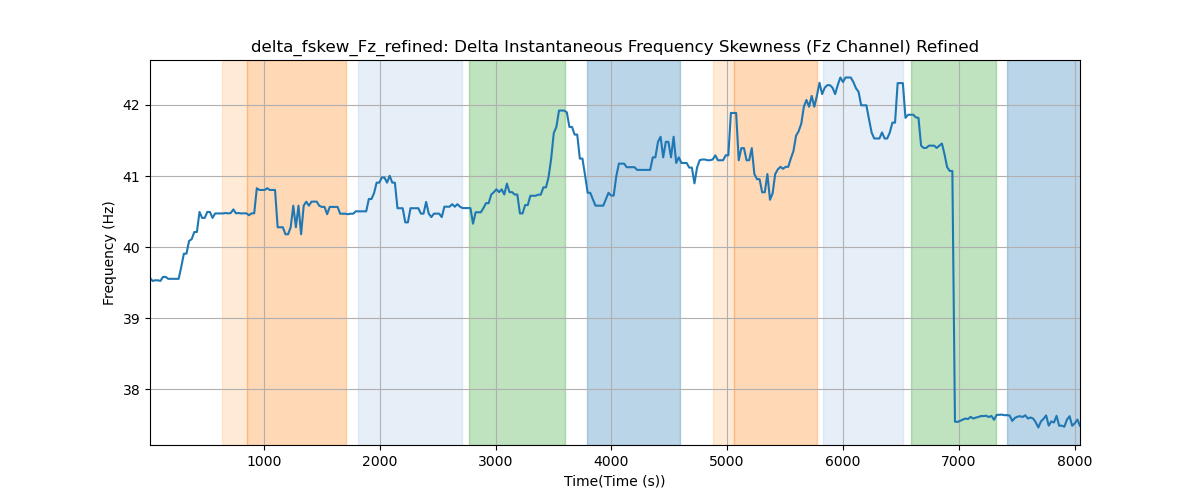 delta_fskew_Fz_refined: Delta Instantaneous Frequency Skewness (Fz Channel) Refined
Frequency (Hz)
42
41
40
39
38
1000 2000 3000 4000 5000 6000 7000 8000
Time(Time (s))